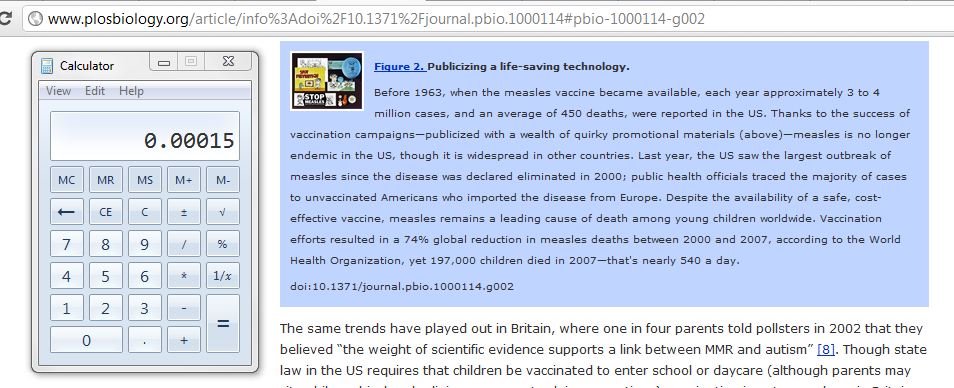 www.plosbiology.org/article/info%3Adoi%2F10.1371%2Fjournal.pbio.1000114#pbio-1000114-g002
Calculator
View Edit Help
0.00015
MC MR MS M+ M-
← CE C ± √
7 8 9 / %
4 5 6 * 1/x
1 2 3 - =
0 . +
STOP
MEASLES
Figure 2. Publicizing a life-saving technology.
Before 1963, when the measles vaccine became available, each year approximately 3 to 4
million cases, and an average of 450 deaths, were reported in the US. Thanks to the success of
vaccination campaigns—publicized with a wealth of quirky promotional materials (above)—measles is no longer
endemic in the US, though it is widespread in other countries. Last year, the US saw the largest outbreak of
measles since the disease was declared eliminated in 2000; public health officials traced the majority of cases
to unvaccinated Americans who imported the disease from Europe. Despite the availability of a safe, cost-
effective vaccine, measles remains a leading cause of death among young children worldwide. Vaccination
efforts resulted in a 74% global reduction in measles deaths between 2000 and 2007, according to the World
Health Organization, yet 197,000 children died in 2007—that's nearly 540 a day.
doi:10.1371/journal.pbio.1000114.g002
The same trends have played out in Britain, where one in four parents told pollsters in 2002 that they
believed “the weight of scientific evidence supports a link between MMR and autism” [8]. Though state
law in the US requires that children be vaccinated to enter school or daycare (although parents may